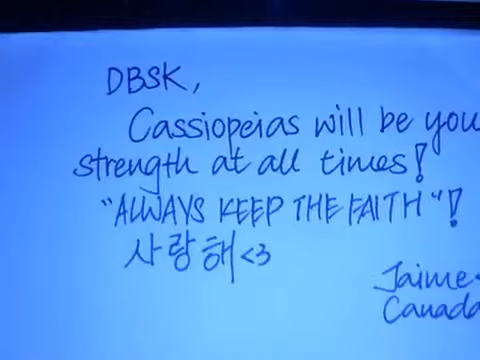 DBSK,
Cassiopeias will be you
strength at all times!
"ALWAYS KEEP THE FAITH"!
사랑해 <3
Jaime
Canada